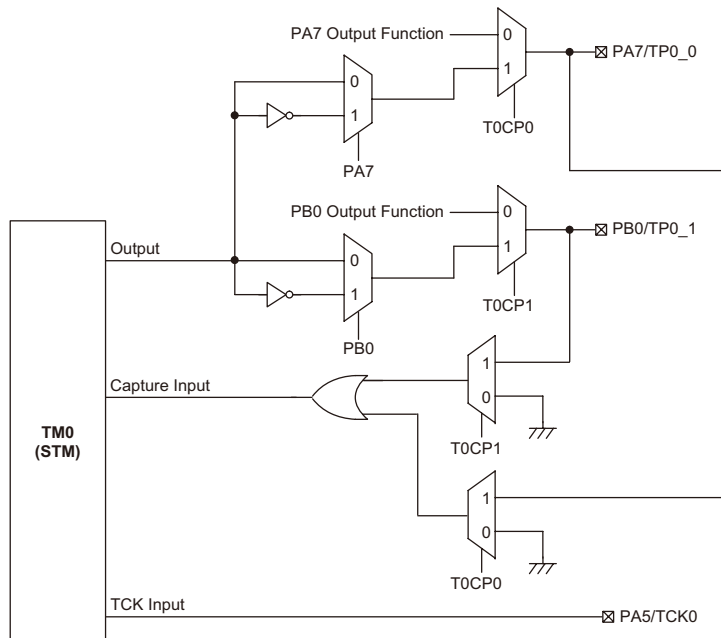 PA7 Output Function
0
1
PA7/TP0_0
T0CP0
0
1
PA7
PB0 Output Function
0
1
PB0/TP0_1
T0CP1
Output
0
1
PB0
Capture Input
1
0
T0CP1
TM0
(STM)
1
0
T0CP0
TCK Input
PA5/TCK0